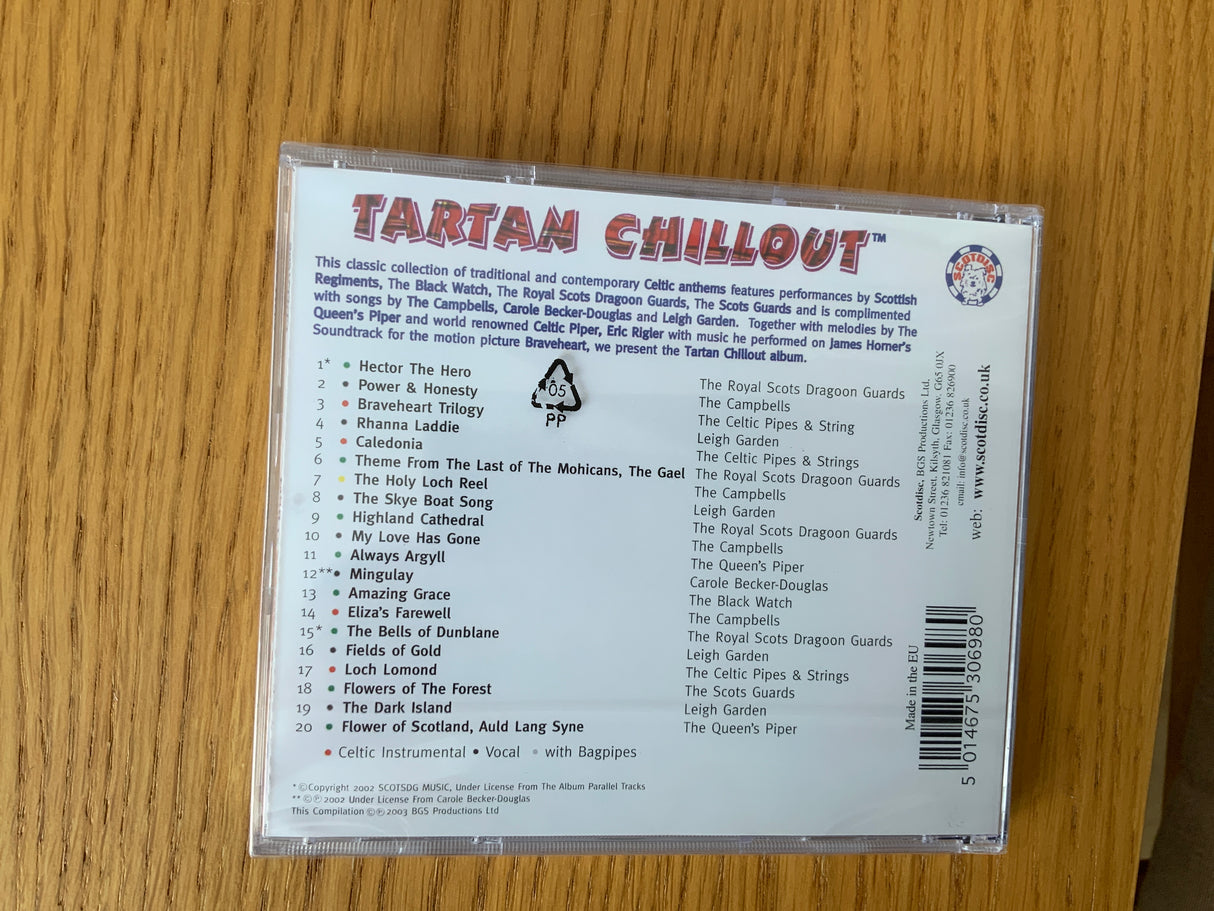 TARTAN CHILLOUT™
SCOTDISC
This classic collection of traditional and contemporary Celtic anthems features performances by Scottish
Regiments, The Black Watch, The Royal Scots Dragoon Guards, The Scots Guards and is complimented
with songs by The Campbells, Carole Becker-Douglas and Leigh Garden. Together with melodies by The
Queen's Piper and world renowned Celtic Piper, Eric Rigler with music he performed on James Horner's
Soundtrack for the motion picture Braveheart, we present the Tartan Chillout album.
1* • Hector The Hero The Royal Scots Dragoon Guards
2 • Power & Honesty The Campbells
3 • Braveheart Trilogy The Celtic Pipes & String
4 • Rhanna Laddie Leigh Garden
5 • Caledonia The Celtic Pipes & Strings
6 • Theme From The Last of The Mohicans, The Gael The Royal Scots Dragoon Guards
7 • The Holy Loch Reel The Campbells
8 • The Skye Boat Song Leigh Garden
9 • Highland Cathedral The Royal Scots Dragoon Guards
10 • My Love Has Gone The Campbells
11 • Always Argyll The Queen's Piper
12** • Mingulay Carole Becker-Douglas
13 • Amazing Grace The Black Watch
14 • Eliza's Farewell The Campbells
15* • The Bells of Dunblane The Royal Scots Dragoon Guards
16 • Fields of Gold Leigh Garden
17 • Loch Lomond The Celtic Pipes & Strings
18 • Flowers of The Forest The Scots Guards
19 • The Dark Island Leigh Garden
20 • Flower of Scotland, Auld Lang Syne The Queen's Piper
• Celtic Instrumental • Vocal • with Bagpipes
* ©Copyright 2002 SCOTSDG MUSIC, Under License From The Album Parallel Tracks
** ©℗ 2002 Under License From Carole Becker-Douglas
This Compilation ©℗ 2003 BGS Productions Ltd
05
PP
Scotdisc, BGS Productions Ltd.
Newtown Street, Kilsyth, Glasgow, G65 0JX
Tel: 01236 821081 Fax: 01236 826900
email: info@scotdisc.co.uk
web: www.scotdisc.co.uk
Made in the EU
5 014675 306980